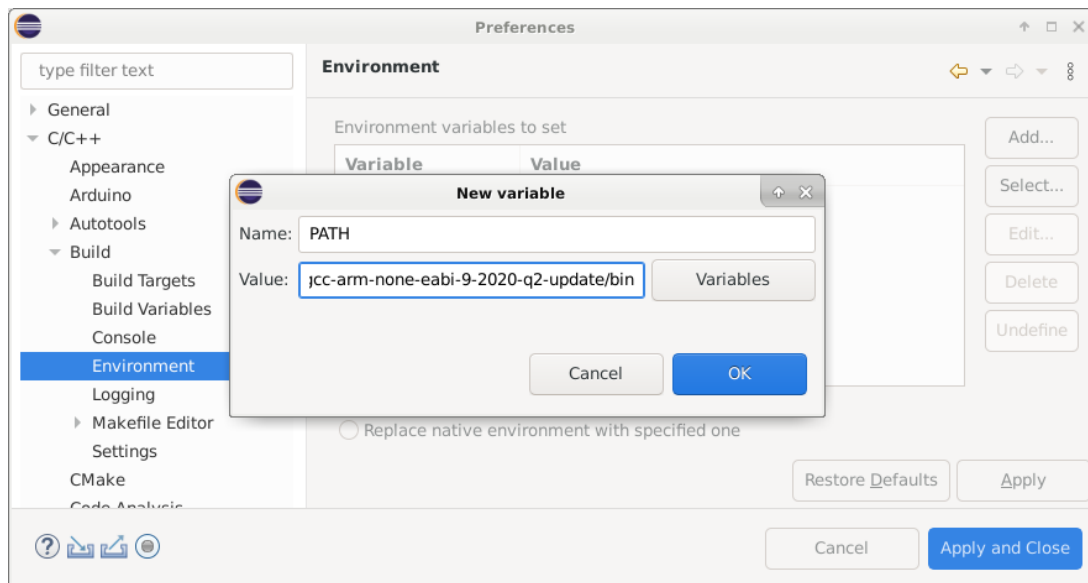 Preferences
type filter text
Environment
General
C/C++
Appearance
Arduino
Autotools
Build
Build Targets
Build Variables
Console
Environment
Logging
Makefile Editor
Settings
CMake
Code Analysis
Environment variables to set
Variable Value
Add...
Select...
Edit...
Delete
Undefine
New variable
Name: PATH
Value: gcc-arm-none-eabi-9-2020-q2-update/bin Variables
Cancel OK
Replace native environment with specified one
Restore Defaults Apply
Cancel Apply and Close